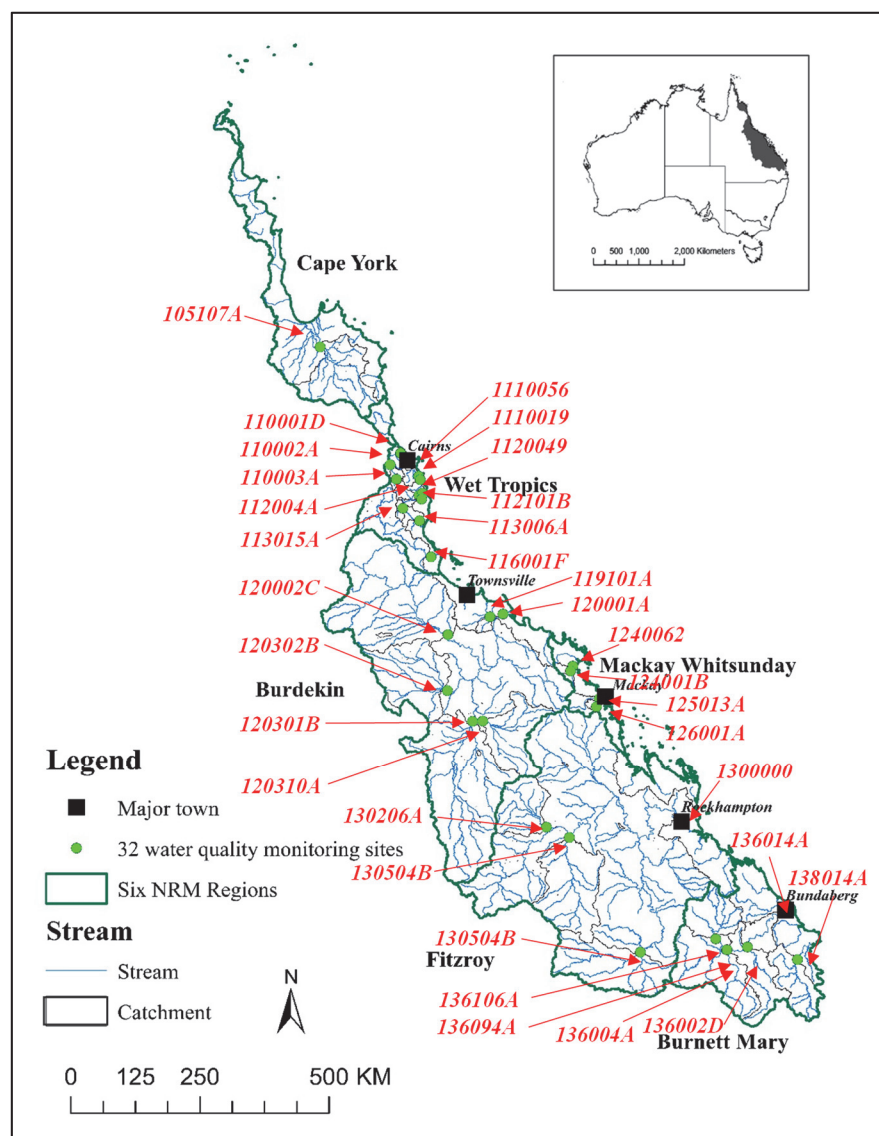 0 500 1,000 2,000 Kilometers
Cape York
105107A
1110056
110001D
1110019
110002A
Cairns
1120049
110003A
Wet Tropics
112004A
112101B
113015A
113006A
116001F
Townsville
119101A
120002C
120001A
1240062
120302B
Mackay Whitsunday
124001B
Burdekin
Mackay
125013A
120301B
126001A
Legend
120310A
1300000
Major town
130206A
Rockhampton
136014A
32 water quality monitoring sites
130504B
138014A
Six NRM Regions
Bundaberg
Stream
130504B
Fitzroy
Stream
N
136106A
Catchment
136094A
136004A
136002D
Burnett Mary
0 125 250 500 KM